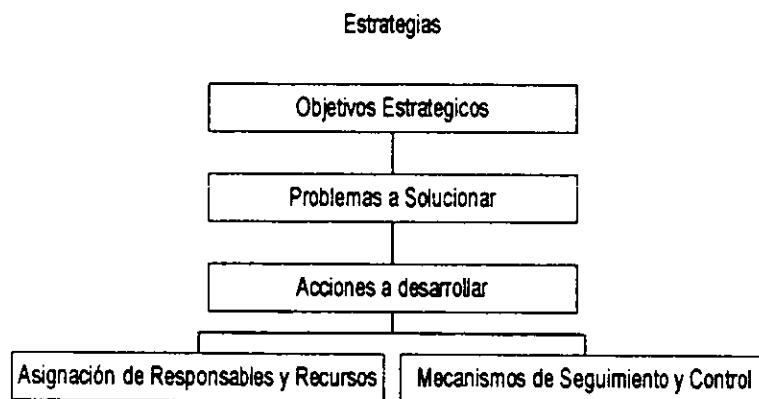 Estrategias
Objetivos Estrategicos
Problemas a Solucionar
Acciones a desarrollar
Asignación de Responsables y Recursos
Mecanismos de Seguimiento y Control